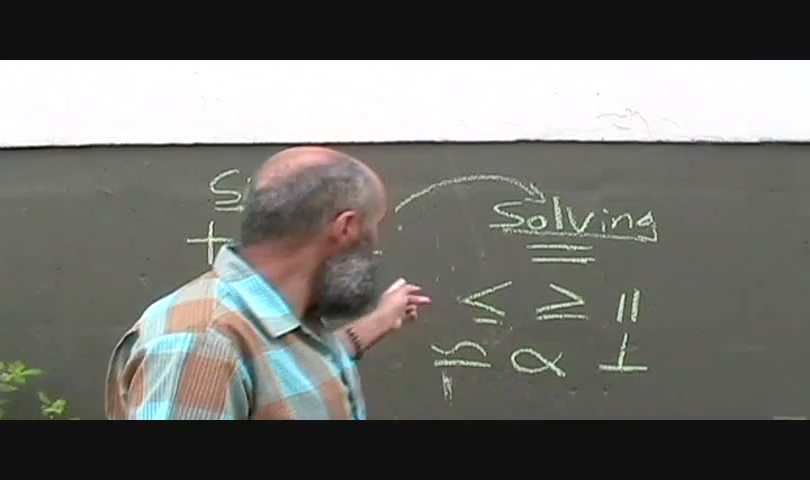 S
Solving
+
=
≤ ≥ ||
≅ ∝ ⊥